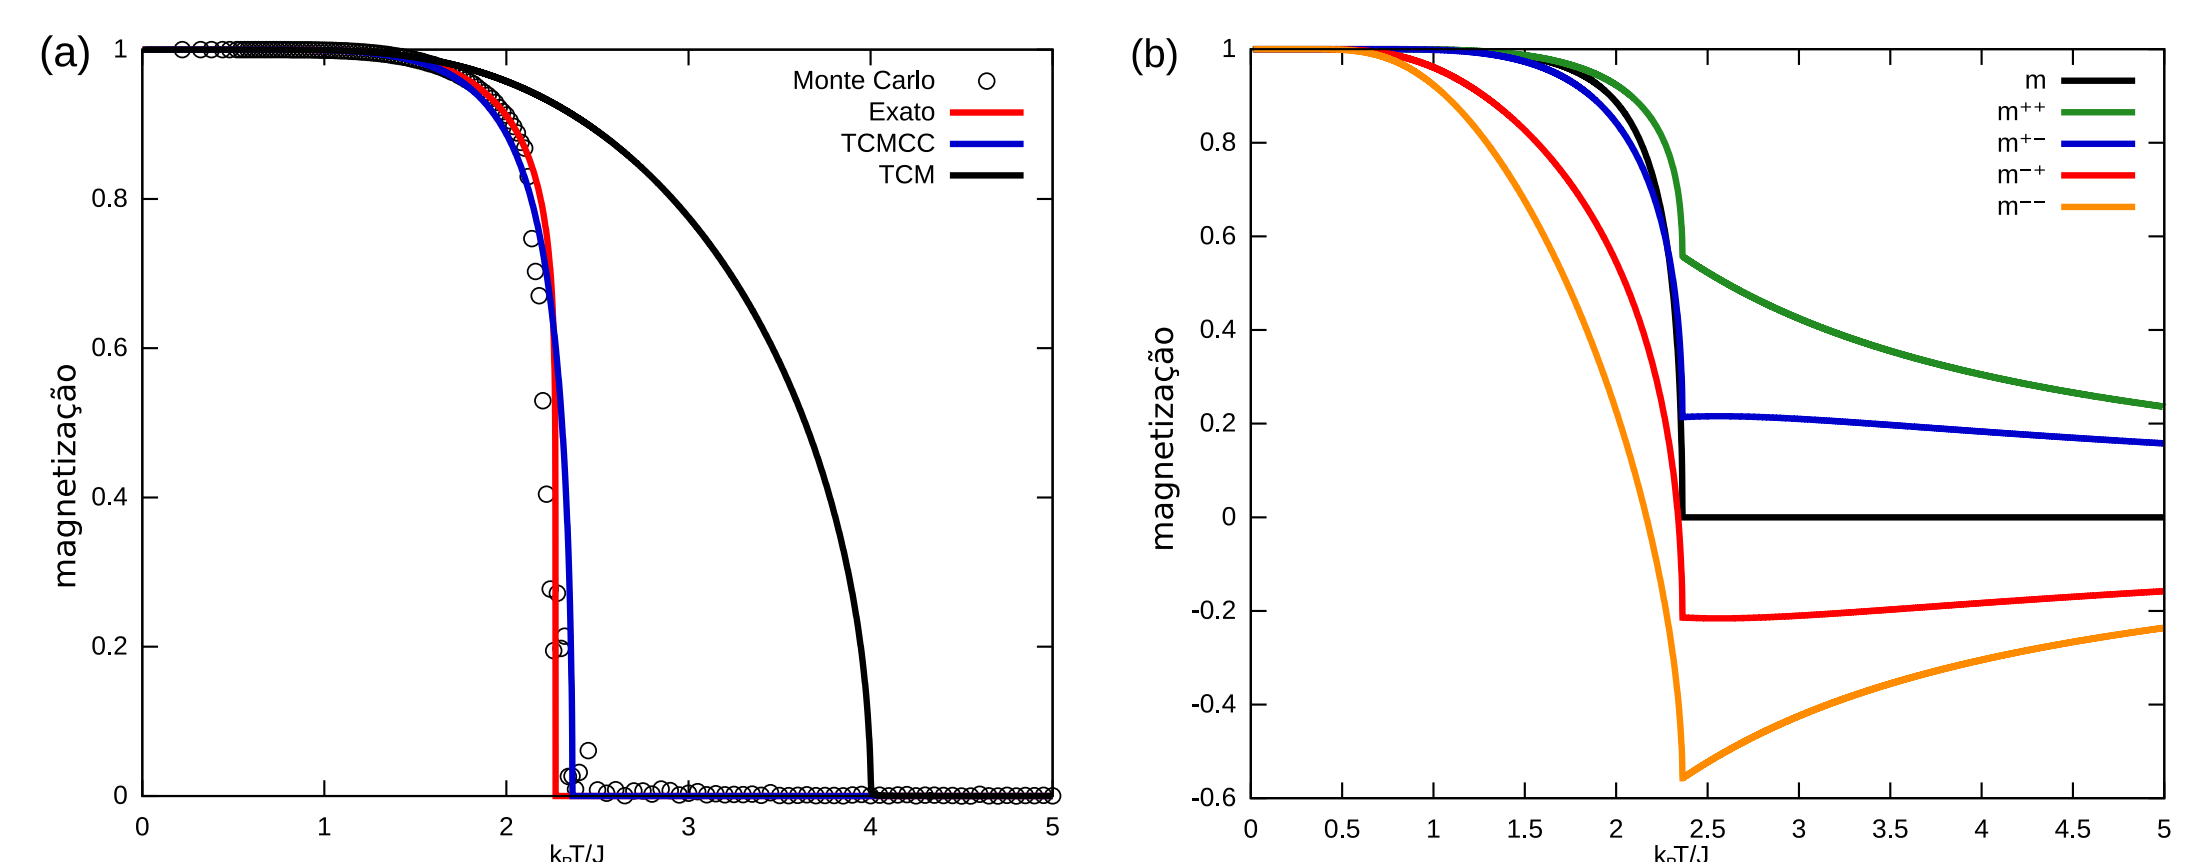 (a)
magnetização
1
0.8
0.6
0.4
0.2
0
0 1 2 3 4 5
k_BT/J
Monte Carlo
Exato
TCMCC
TCM
(b)
magnetização
1
0.8
0.6
0.4
0.2
0
-0.2
-0.4
-0.6
0 0.5 1 1.5 2 2.5 3 3.5 4 4.5 5
k_BT/J
m
m⁺⁺
m⁺⁻
m⁻⁺
m⁻⁻